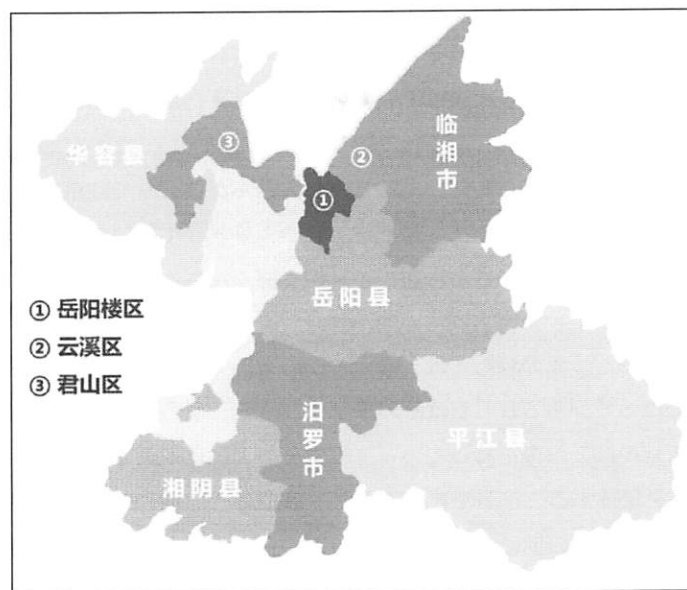 华容县
③
②
临湘市
①
岳阳县
① 岳阳楼区
② 云溪区
③ 君山区
汨罗市
平江县
湘阴县